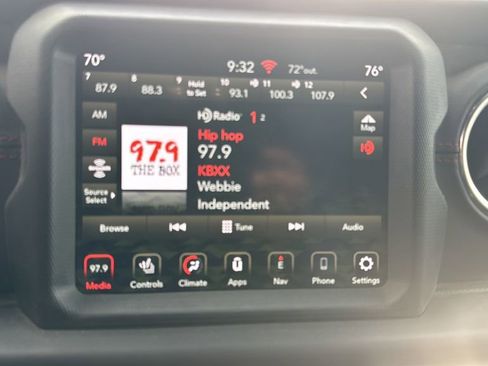 70° 9:32 72°out. 76°
7 8 9 Hold 10 11 12
87.9 88.3 to Set 93.1 100.3 107.9
AM
FM
Source
Select
97.9
THE BOX
HD Radio 1 2
Hip hop
97.9
KBXX
Webbie
Independent
Map
Browse Tune Audio
97.9 E
Media Controls Climate Apps Nav Phone Settings